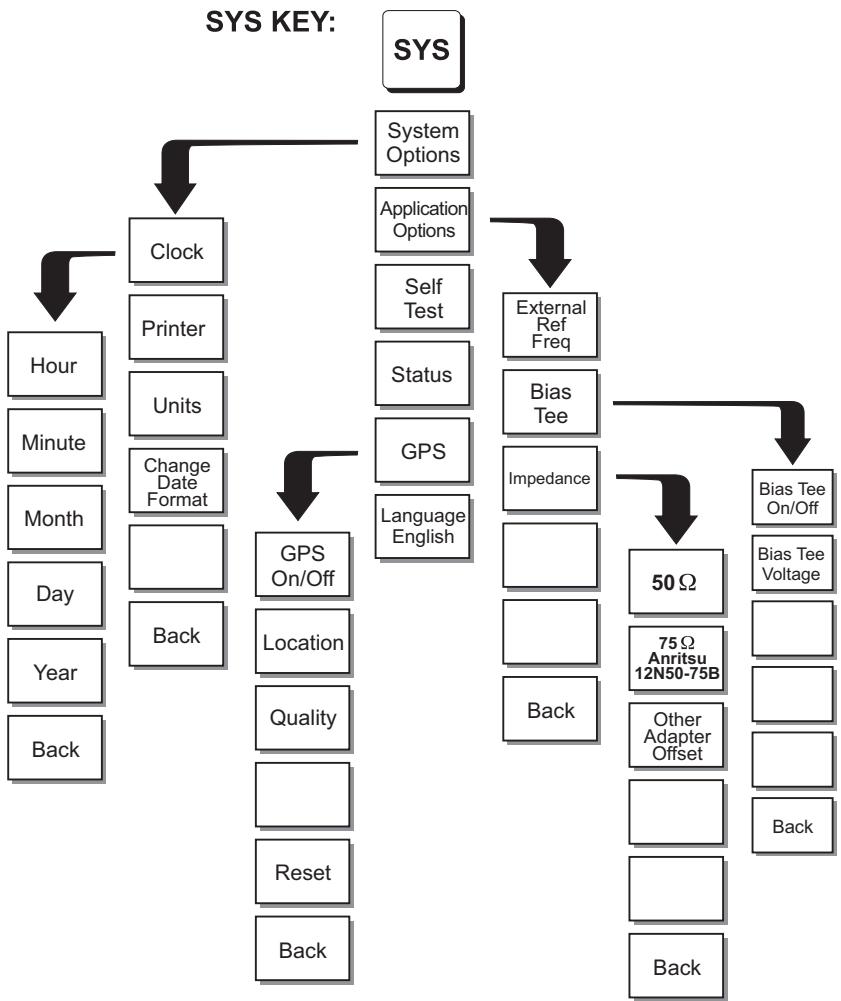 SYS KEY:
SYS
System
Options
Application
Options
Self
Test
Status
GPS
Language
English
Clock
Printer
Units
Change
Date
Format
Back
Hour
Minute
Month
Day
Year
Back
GPS
On/Off
Location
Quality
Reset
Back
External
Ref
Freq
Bias
Tee
Impedance
Back
50 Ω
75 Ω
Anritsu
12N50-75B
Other
Adapter
Offset
Back
Bias Tee
On/Off
Bias Tee
Voltage
Back